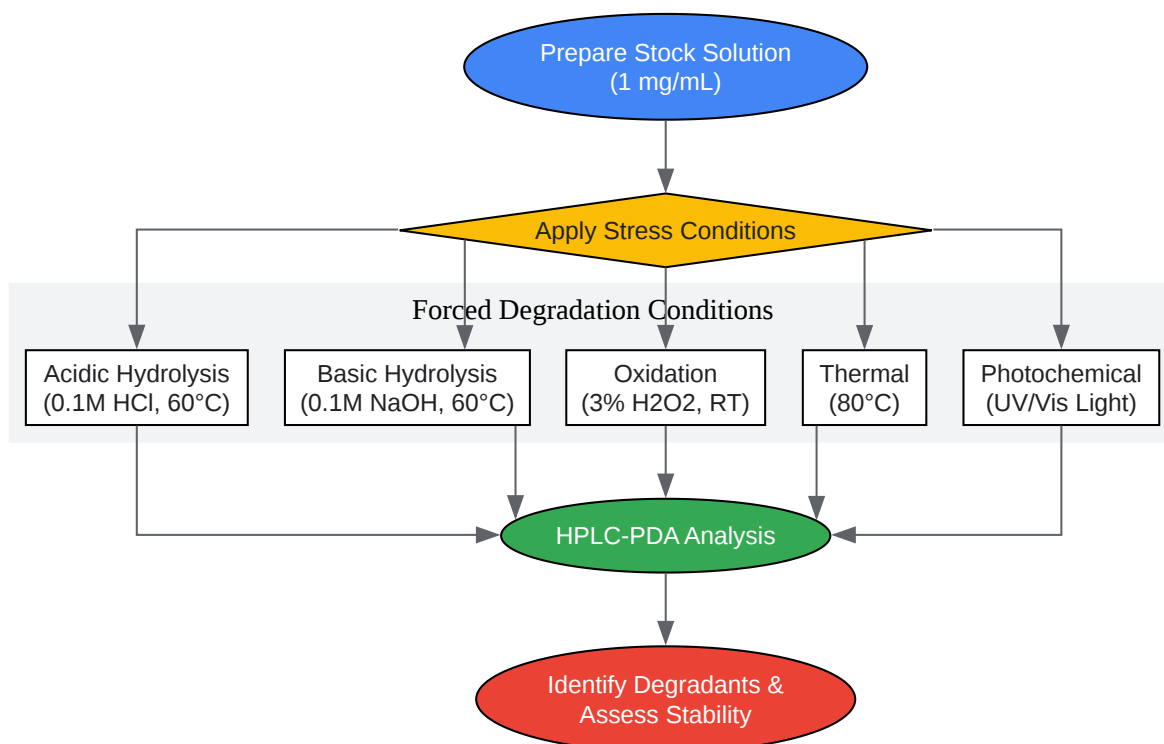 Prepare Stock Solution
(1 mg/mL)
Apply Stress Conditions
Forced Degradation Conditions
Acidic Hydrolysis
(0.1M HCl, 60°C)
Basic Hydrolysis
(0.1M NaOH, 60°C)
Oxidation
(3% H2O2, RT)
Thermal
(80°C)
Photochemical
(UV/Vis Light)
HPLC-PDA Analysis
Identify Degradants &
Assess Stability